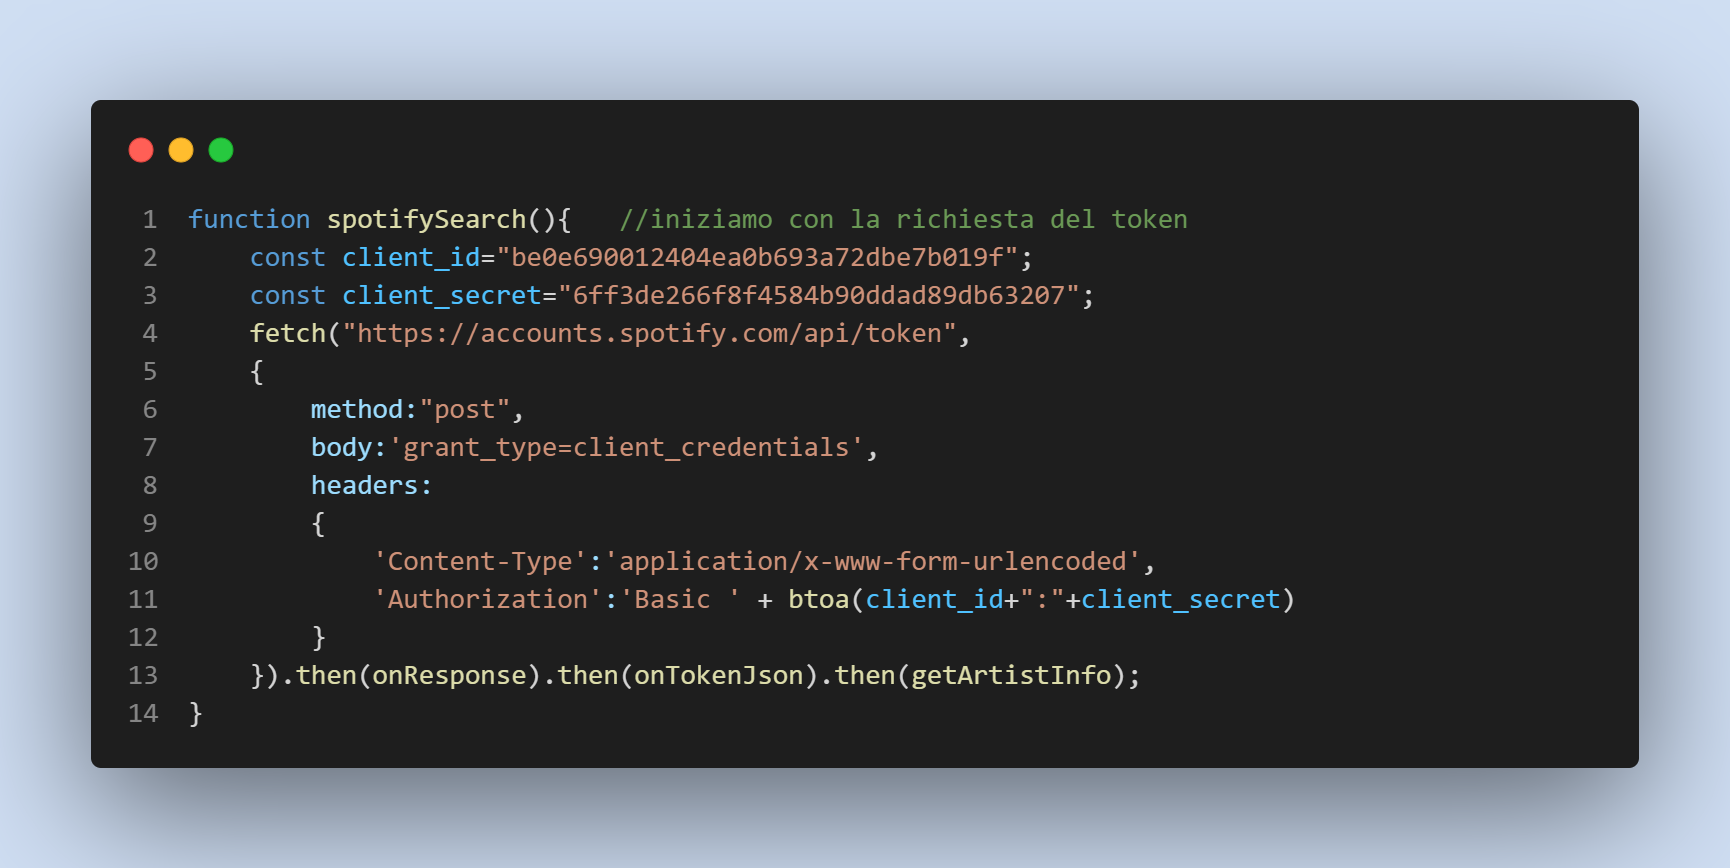 1 function spotifySearch(){   //iniziamo con la richiesta del token
2     const client_id="be0e690012404ea0b693a72dbe7b019f";
3     const client_secret="6ff3de266f8f4584b90ddad89db63207";
4     fetch("https://accounts.spotify.com/api/token",
5     {
6         method:"post",
7         body:'grant_type=client_credentials',
8         headers:
9         {
10             'Content-Type':'application/x-www-form-urlencoded',
11             'Authorization':'Basic ' + btoa(client_id+":"+client_secret)
12         }
13     }).then(onResponse).then(onTokenJson).then(getArtistInfo);
14 }